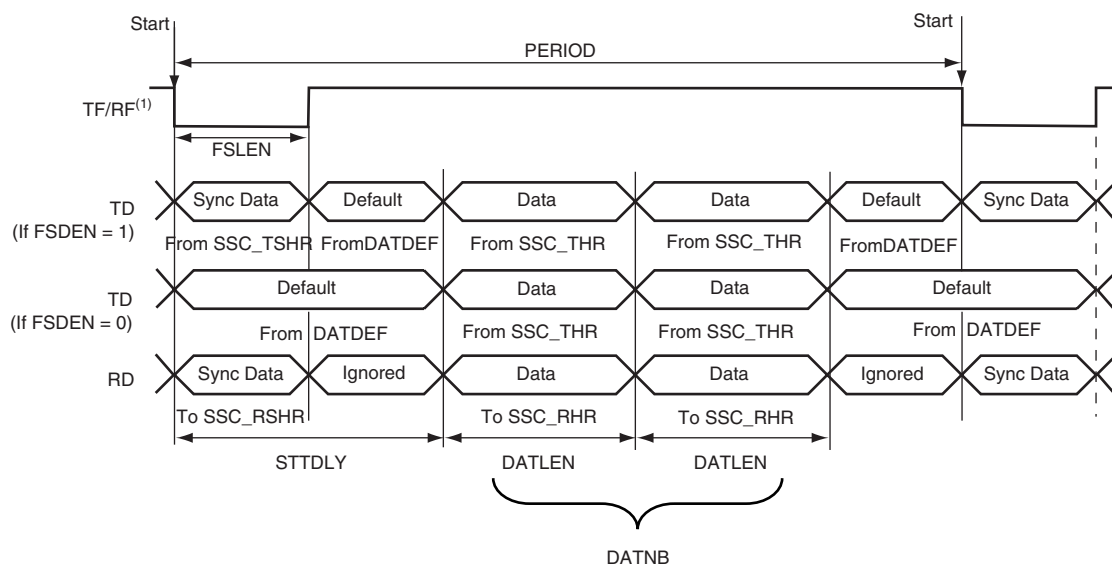 Start
Start
PERIOD
TF/RF(1)
FSLEN
TD
(If FSDEN = 1)
Sync Data
Default
Data
Data
Default
Sync Data
From SSC_TSHR
FromDATDEF
From SSC_THR
From SSC_THR
FromDATDEF
TD
(If FSDEN = 0)
Default
Data
Data
Default
From DATDEF
From SSC_THR
From SSC_THR
From DATDEF
RD
Sync Data
Ignored
Data
Data
Ignored
Sync Data
To SSC_RSHR
To SSC_RHR
To SSC_RHR
STTDLY
DATLEN
DATLEN
DATNB